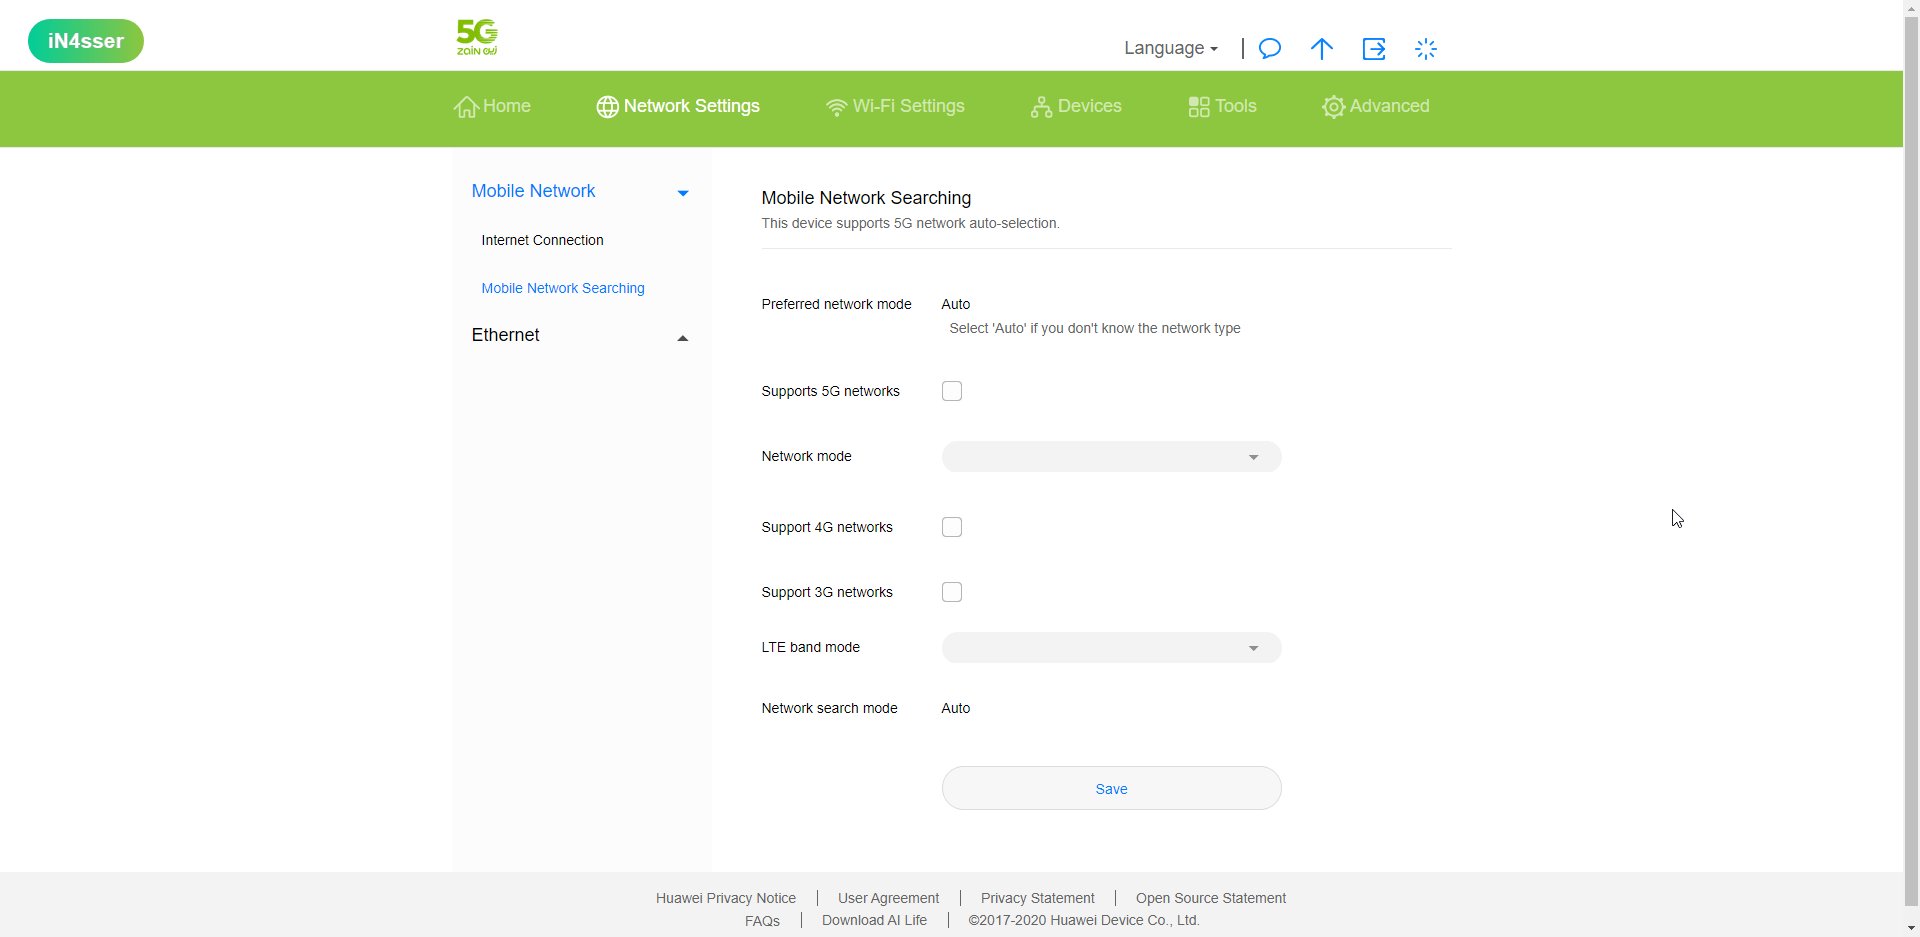 iN4sser
5G
zain زين
Language
Home
Network Settings
Wi-Fi Settings
Devices
Tools
Advanced
Mobile Network
Internet Connection
Mobile Network Searching
Ethernet
Mobile Network Searching
This device supports 5G network auto-selection.
Preferred network mode Auto
Select 'Auto' if you don't know the network type
Supports 5G networks
Network mode
Support 4G networks
Support 3G networks
LTE band mode
Network search mode Auto
Save
Huawei Privacy Notice | User Agreement | Privacy Statement | Open Source Statement
FAQs | Download AI Life | ©2017-2020 Huawei Device Co., Ltd.